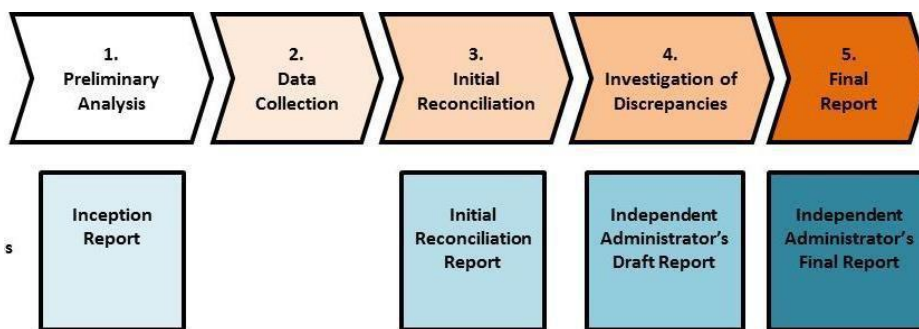 1.
Preliminary
Analysis
2.
Data
Collection
3.
Initial
Reconciliation
4.
Investigation of
Discrepancies
5.
Final
Report
s
Inception
Report
Initial
Reconciliation
Report
Independent
Administrator's
Draft Report
Independent
Administrator's
Final Report